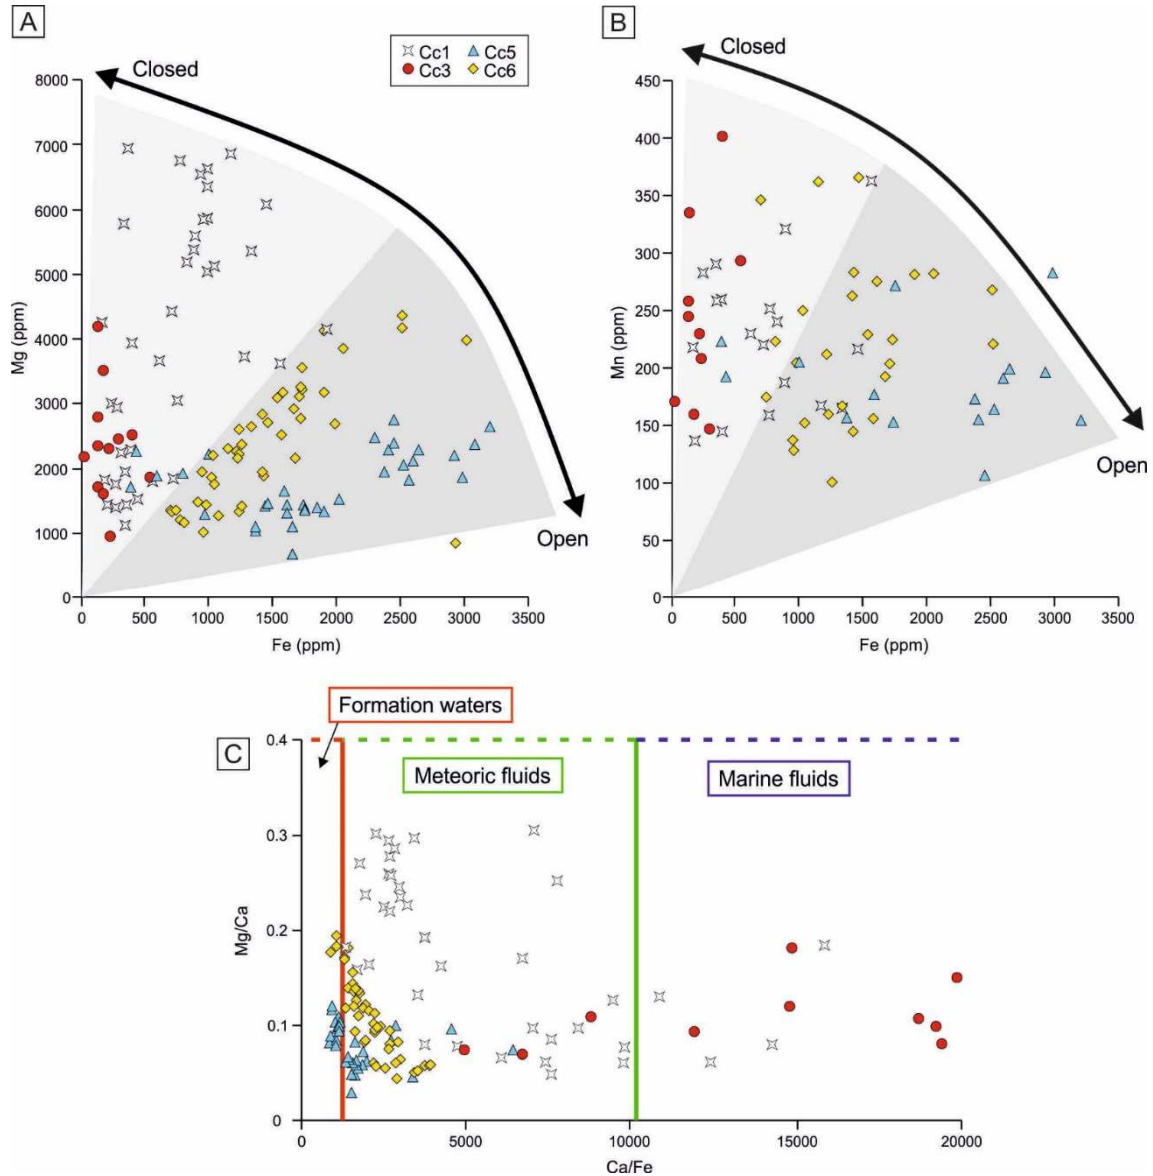 A
B
Cc1
Cc5
Cc3
Cc6
Closed
Open
8000
7000
6000
5000
4000
3000
2000
1000
0
Mg (ppm)
0
500
1000
1500
2000
2500
3000
3500
Fe (ppm)
Closed
Open
450
400
350
300
250
200
150
100
50
0
Mn (ppm)
0
500
1000
1500
2000
2500
3000
3500
Fe (ppm)
C
Formation waters
Meteoric fluids
Marine fluids
0.4
0.3
0.2
0.1
0
Mg/Ca
0
5000
10000
15000
20000
Ca/Fe